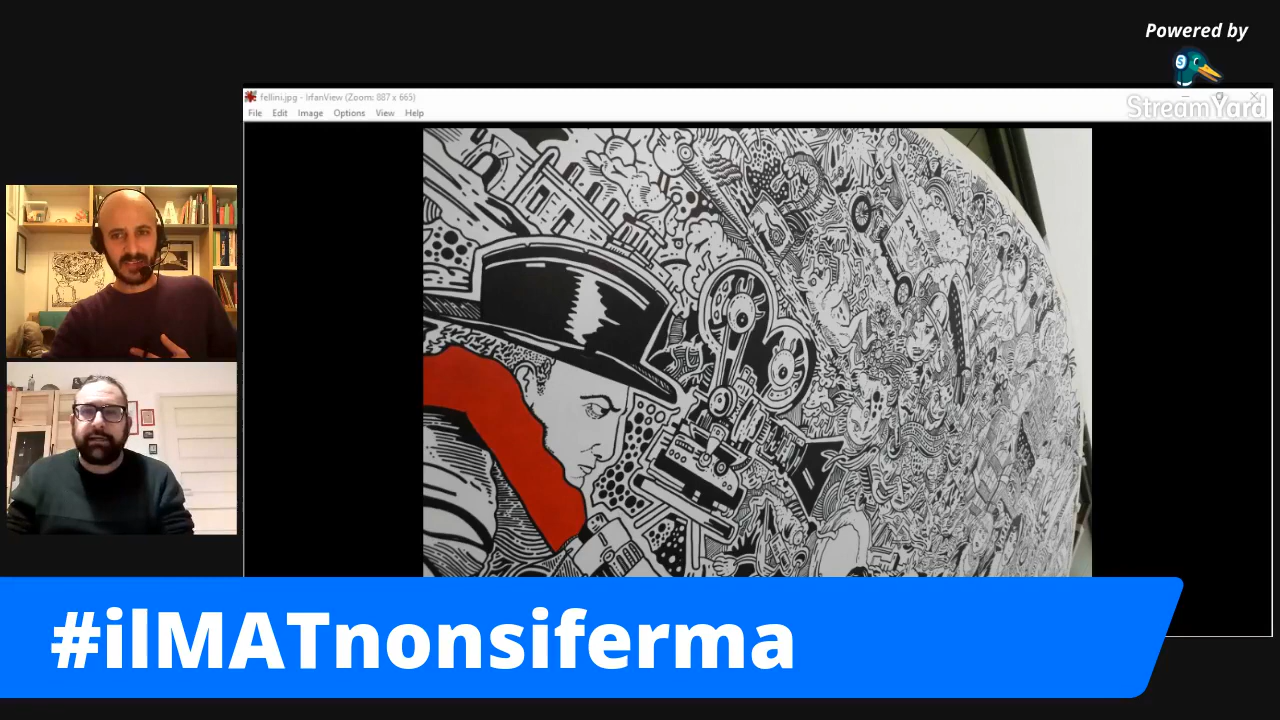 Powered by
StreamYard
fellini.jpg - IrfanView (Zoom: 887 x 665)
File Edit Image Options View Help
#ilMATnonsiferma